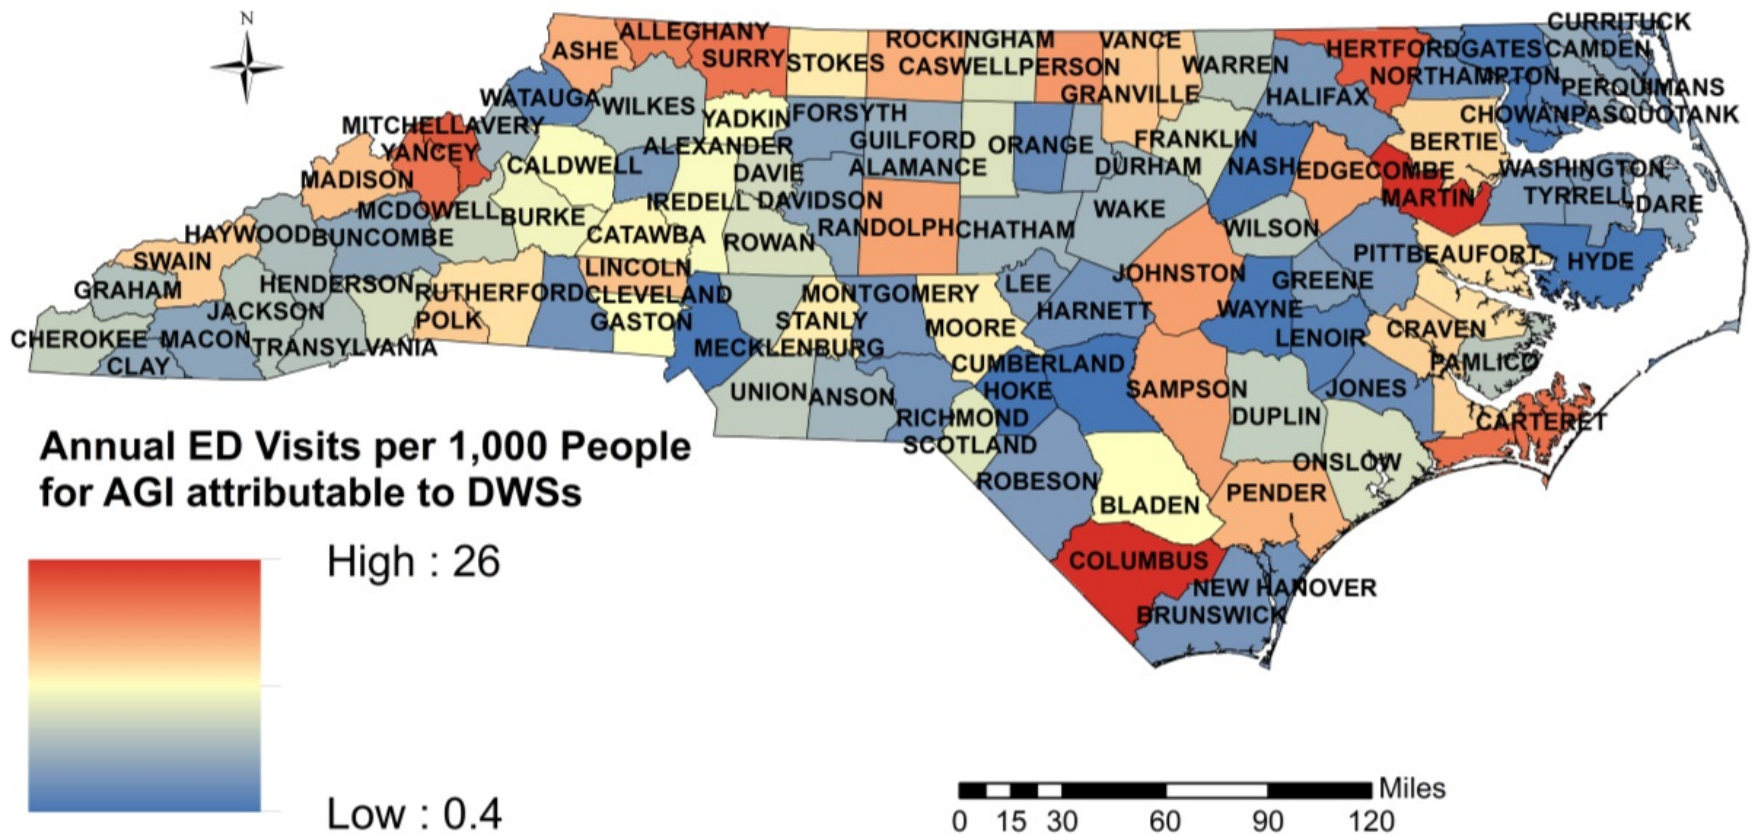 N
CURRITUCK
ALLEGHANY
ASHE
SURRY
STOKES
ROCKINGHAM
CASWELL
PERSON
VANCE
GRANVILLE
WARREN
HERTFORD
GATES
CAMDEN
NORTHAMPTON
PERQUIMANS
HALIFAX
CHOWAN
PASQUOTANK
WATAUGA
WILKES
YADKIN
FORSYTH
MITCHELL
AVERY
YANCEY
CALDWELL
ALEXANDER
DAVIE
GUILFORD
ALAMANCE
ORANGE
DURHAM
FRANKLIN
NASH
EDGECOMBE
BERTIE
MARTIN
WASHINGTON
TYRRELL
DARE
MADISON
MCDOWELL
BURKE
IREDELL
DAVIDSON
RANDOLPH
CHATHAM
WAKE
WILSON
HAYWOOD
BUNCOMBE
CATAWBA
ROWAN
SWAIN
PITT
BEAUFORT
HYDE
GRAHAM
HENDERSON
JACKSON
RUTHERFORD
POLK
LINCOLN
CLEVELAND
GASTON
MONTGOMERY
STANLY
MOORE
LEE
HARNETT
JOHNSTON
GREENE
WAYNE
LENOIR
CRAVEN
PAMLICO
CHEROKEE
MACON
CLAY
TRANSYLVANIA
MECKLENBURG
CUMBERLAND
HOKE
UNION
ANSON
RICHMOND
SCOTLAND
SAMPSON
DUPLIN
JONES
CARTERET
ONSLOW
ROBESON
BLADEN
PENDER
COLUMBUS
NEW HANOVER
BRUNSWICK
Annual ED Visits per 1,000 People
for AGI attributable to DWSs
High : 26
Low : 0.4
Miles
0 15 30 60 90 120